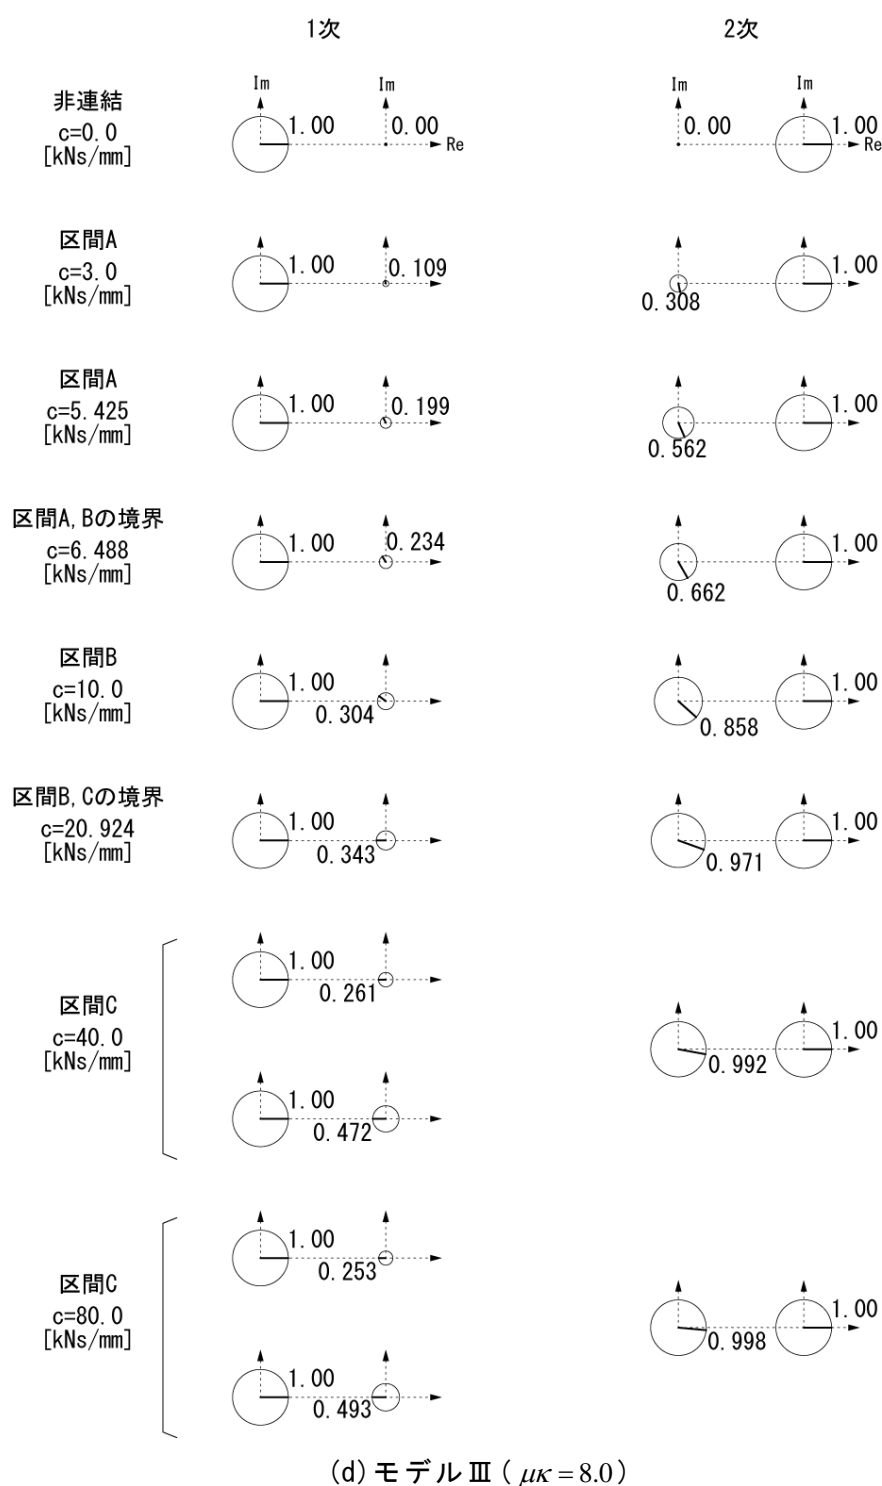 1次 2次
非連結
c=0.0
[kNs/mm]
Im Im
1.00 0.00 Re
Im Im
0.00 1.00 Re
区間A
c=3.0
[kNs/mm]
1.00 0.109
0.308 1.00
区間A
c=5.425
[kNs/mm]
1.00 0.199
0.562 1.00
区間A,Bの境界
c=6.488
[kNs/mm]
1.00 0.234
0.662 1.00
区間B
c=10.0
[kNs/mm]
1.00 0.304
0.858 1.00
区間B,Cの境界
c=20.924
[kNs/mm]
1.00 0.343
0.971 1.00
区間C
c=40.0
[kNs/mm]
1.00 0.261
1.00 0.472
0.992 1.00
区間C
c=80.0
[kNs/mm]
1.00 0.253
1.00 0.493
0.998 1.00
(d) モデルⅢ ( μκ = 8.0 )